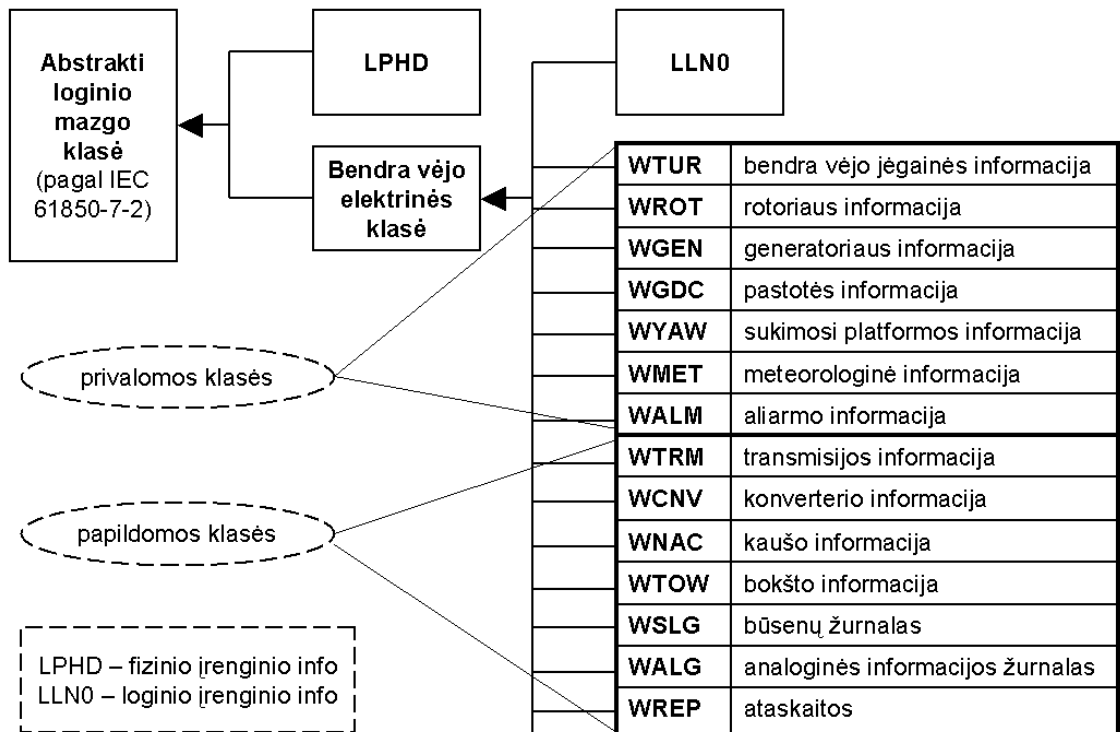 Abstrakti
loginio
mazgo
klasė
(pagal IEC
61850-7-2)
LPHD
LLN0
Bendra vėjo
elektrinės
klasė
WTUR bendra vėjo jėgainės informacija
WROT rotoriaus informacija
WGEN generatoriaus informacija
WGDC pastotės informacija
WYAW sukimosi platformos informacija
WMET meteorologinė informacija
WALM aliarmo informacija
WTRM transmisijos informacija
WCNV konverterio informacija
WNAC kaušo informacija
WTOW bokšto informacija
WSLG būsenų žurnalas
WALG analoginės informacijos žurnalas
WREP ataskaitos
privalomos klasės
papildomos klasės
LPHD – fizinio įrenginio info
LLN0 – loginio įrenginio info